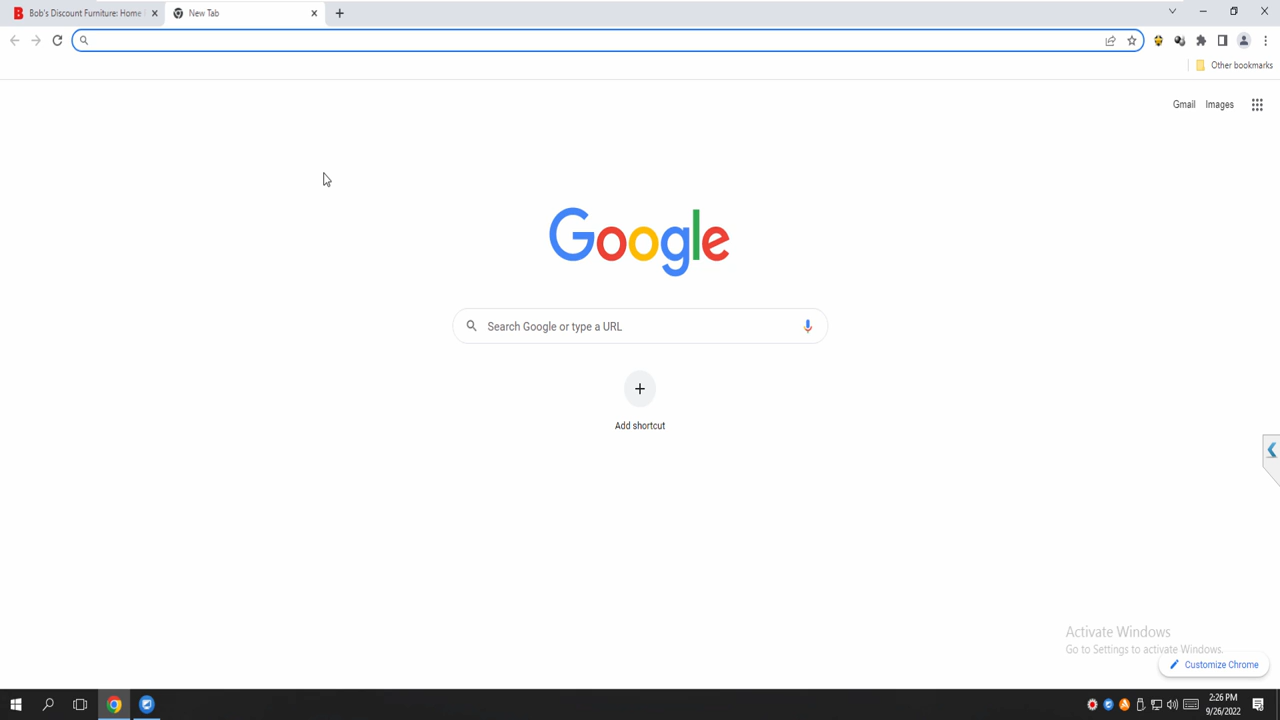 Bob's Discount Furniture: Home
New Tab
Other bookmarks
Gmail Images
Google
Search Google or type a URL
Add shortcut
Activate Windows
Go to Settings to activate Windows.
Customize Chrome
2:26 PM
9/26/2022